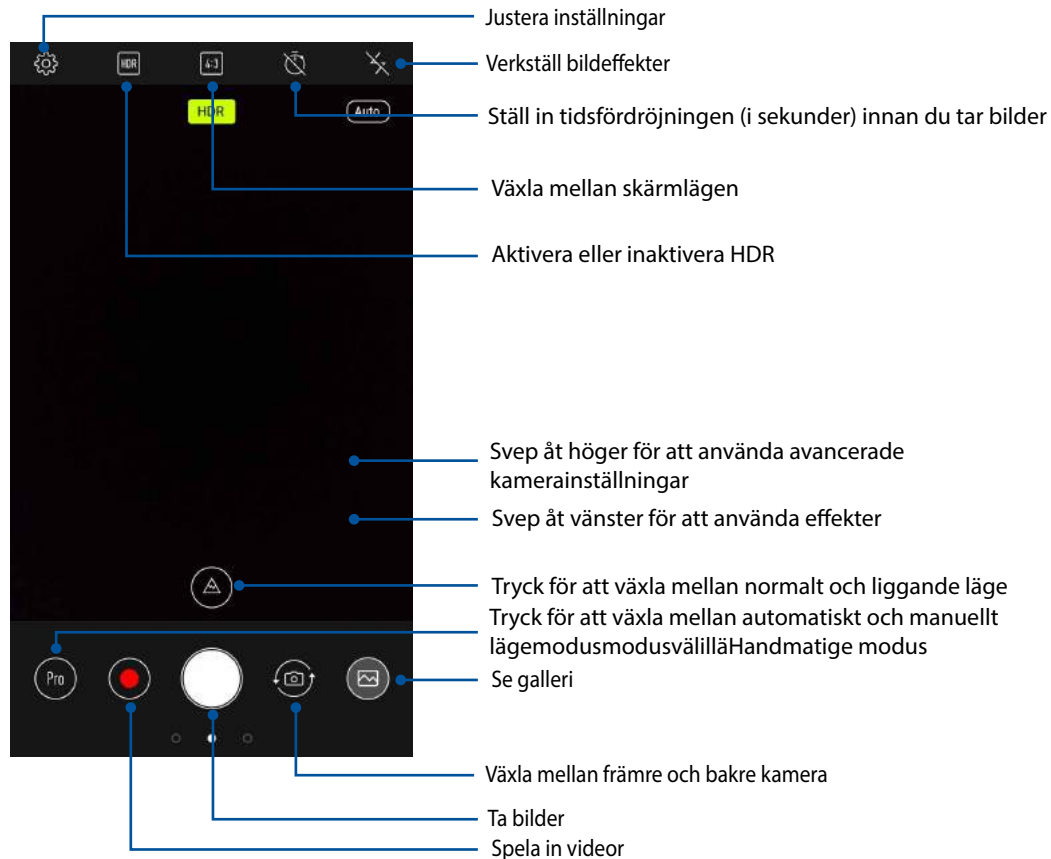 Justera inställningar
HDR
4:3
Verkställ bildeffekter
HDR
Auto
Ställ in tidsfördröjningen (i sekunder) innan du tar bilder
Växla mellan skärmlägen
Aktivera eller inaktivera HDR
Svep åt höger för att använda avancerade
kamerainställningar
Svep åt vänster för att använda effekter
Tryck för att växla mellan normalt och liggande läge
Tryck för att växla mellan automatiskt och manuellt
lägemodusmodusvälilläHandmatige modus
Pro
Se galleri
Växla mellan främre och bakre kamera
Ta bilder
Spela in videor